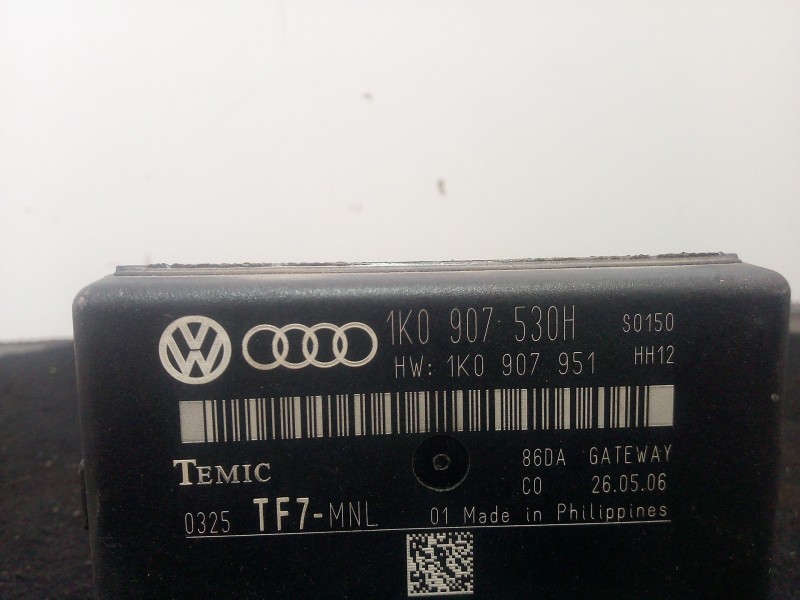 1K0 907 530H S0150
HW: 1K0 907 951 HH12
TEMIC 86DA GATEWAY
C0 26.05.06
0325 TF7-MNL 01 Made in Philippines